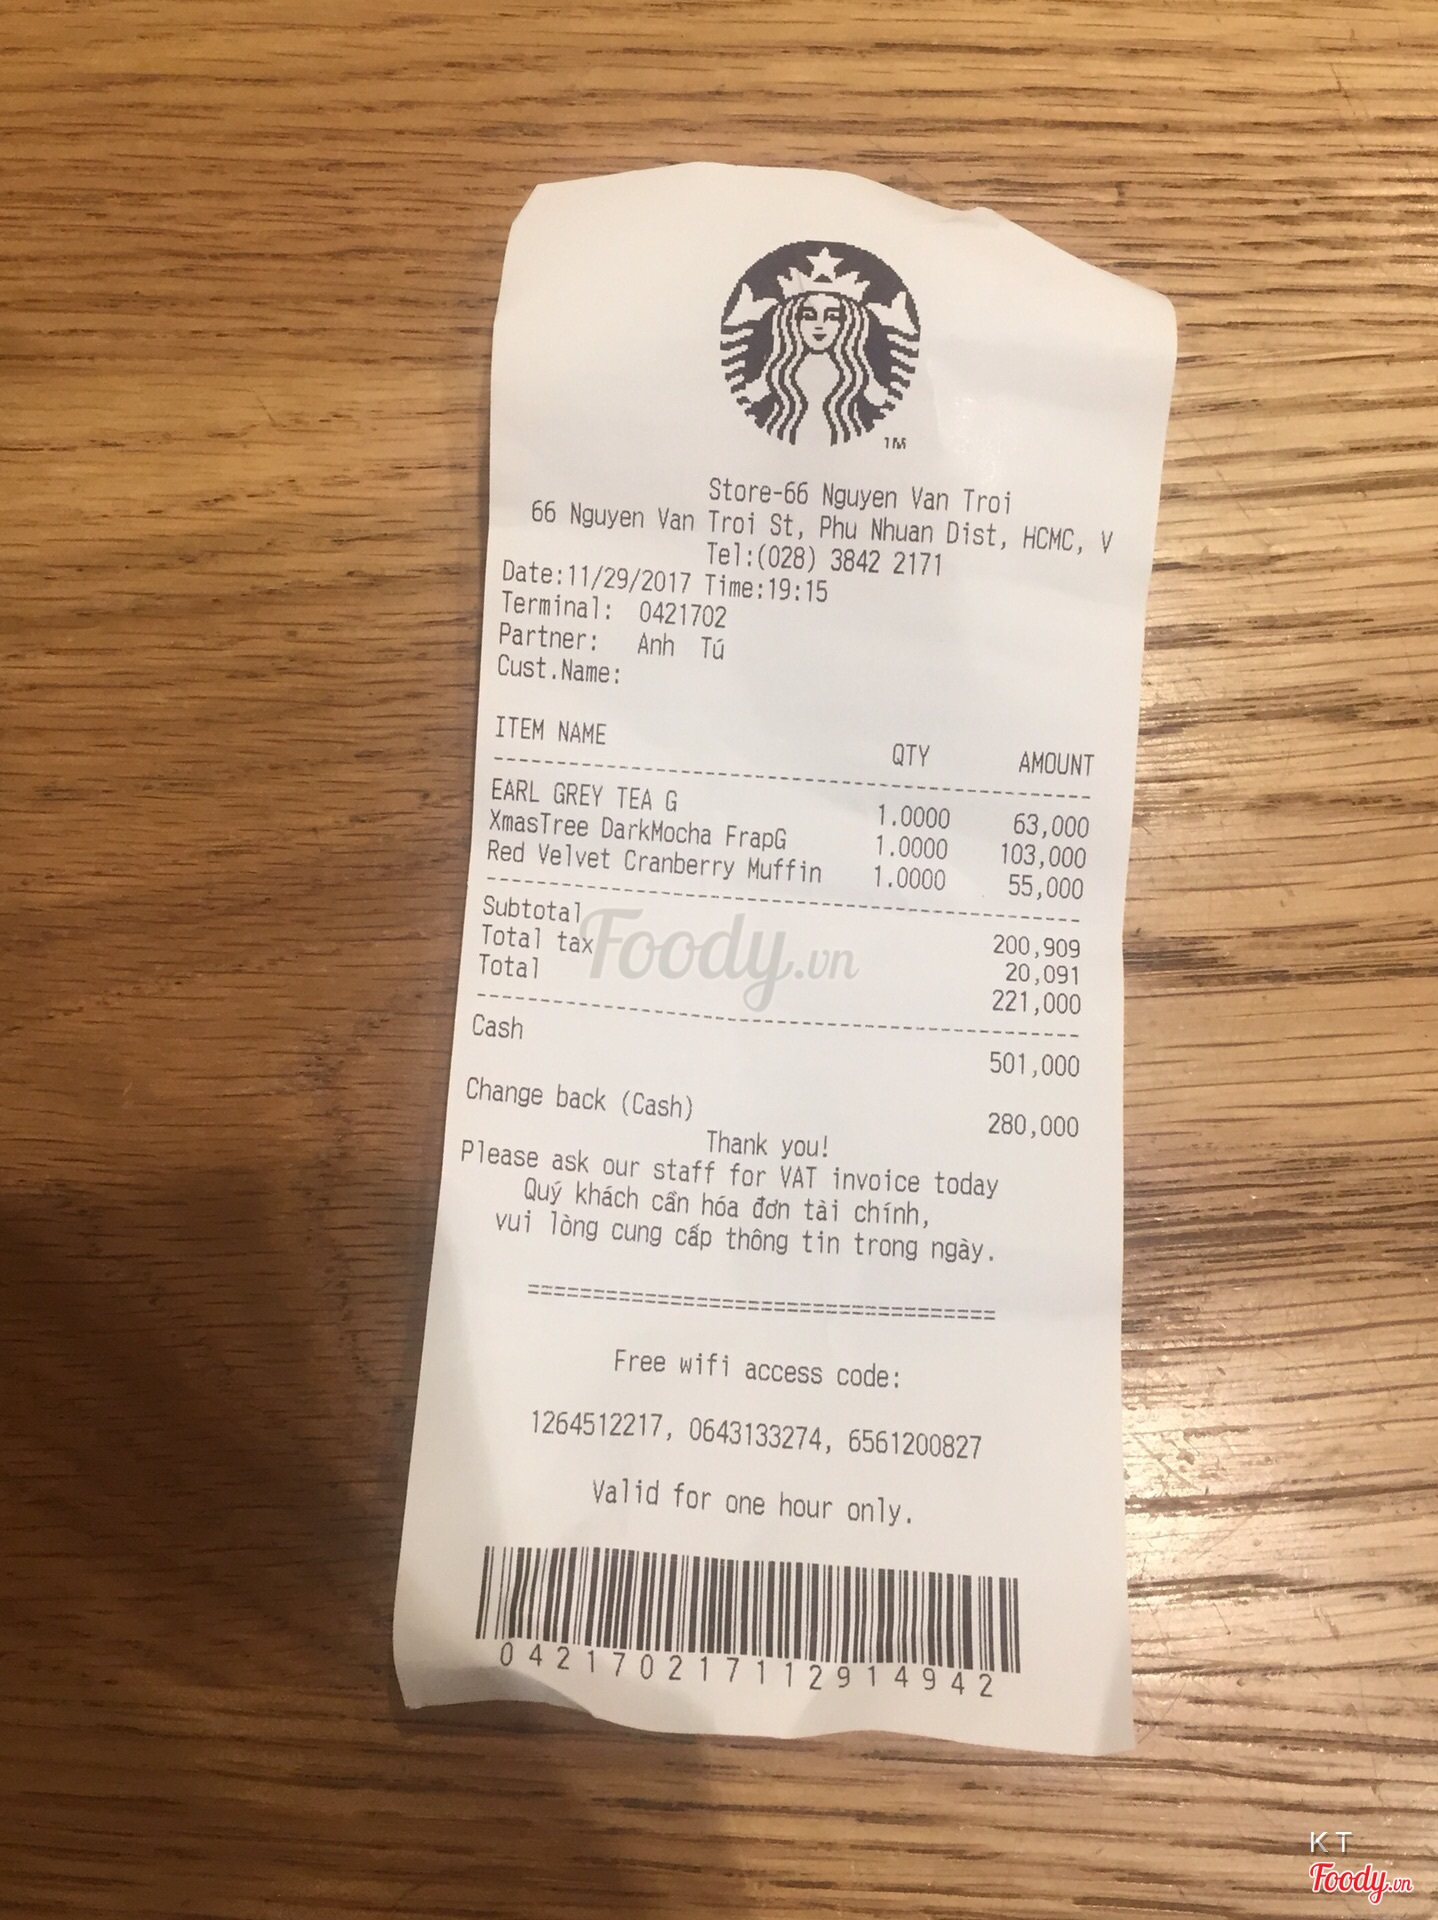 TM
Store-66 Nguyen Van Troi
66 Nguyen Van Troi St, Phu Nhuan Dist, HCMC, V
Tel:(028) 3842 2171
Date:11/29/2017 Time:19:15
Terminal: 0421702
Partner: Anh Tú
Cust.Name:
ITEM NAME QTY AMOUNT
EARL GREY TEA G 1.0000 63,000
XmasTree DarkMocha FrapG 1.0000 103,000
Red Velvet Cranberry Muffin 1.0000 55,000
Subtotal 200,909
Total tax 20,091
Total 221,000
Foody.vn
Cash 501,000
Change back (Cash) 280,000
Thank you!
Please ask our staff for VAT invoice today
Quý khách cần hóa đơn tài chính,
vui lòng cung cấp thông tin trong ngày.
===================================
Free wifi access code:
1264512217, 0643133274, 6561200827
Valid for one hour only.
042170217112914942
KT
Foody.vn